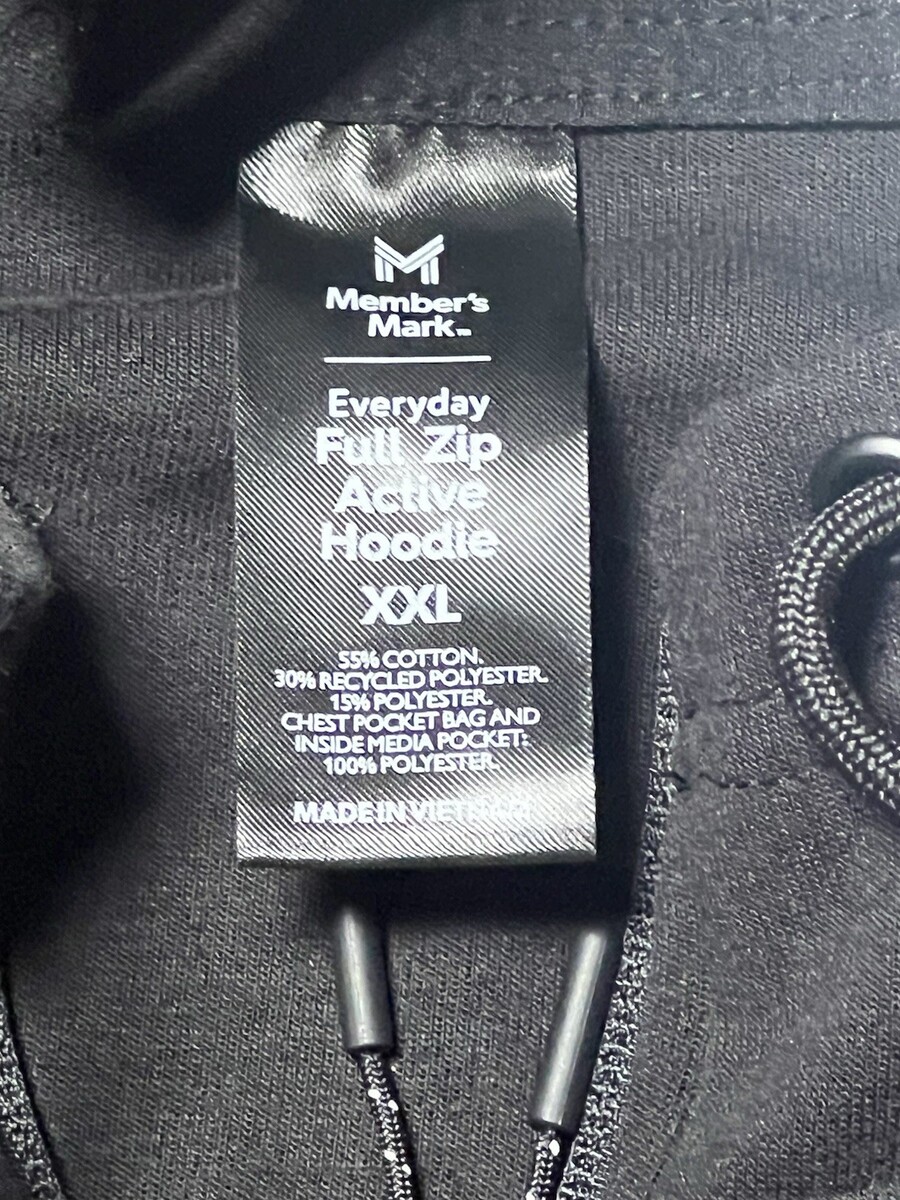 Member's
Mark™
Everyday
Full Zip
Active
Hoodie
XXL
55% COTTON.
30% RECYCLED POLYESTER.
15% POLYESTER.
CHEST POCKET BAG AND
INSIDE MEDIA POCKET:
100% POLYESTER.
MADE IN VIETNAM